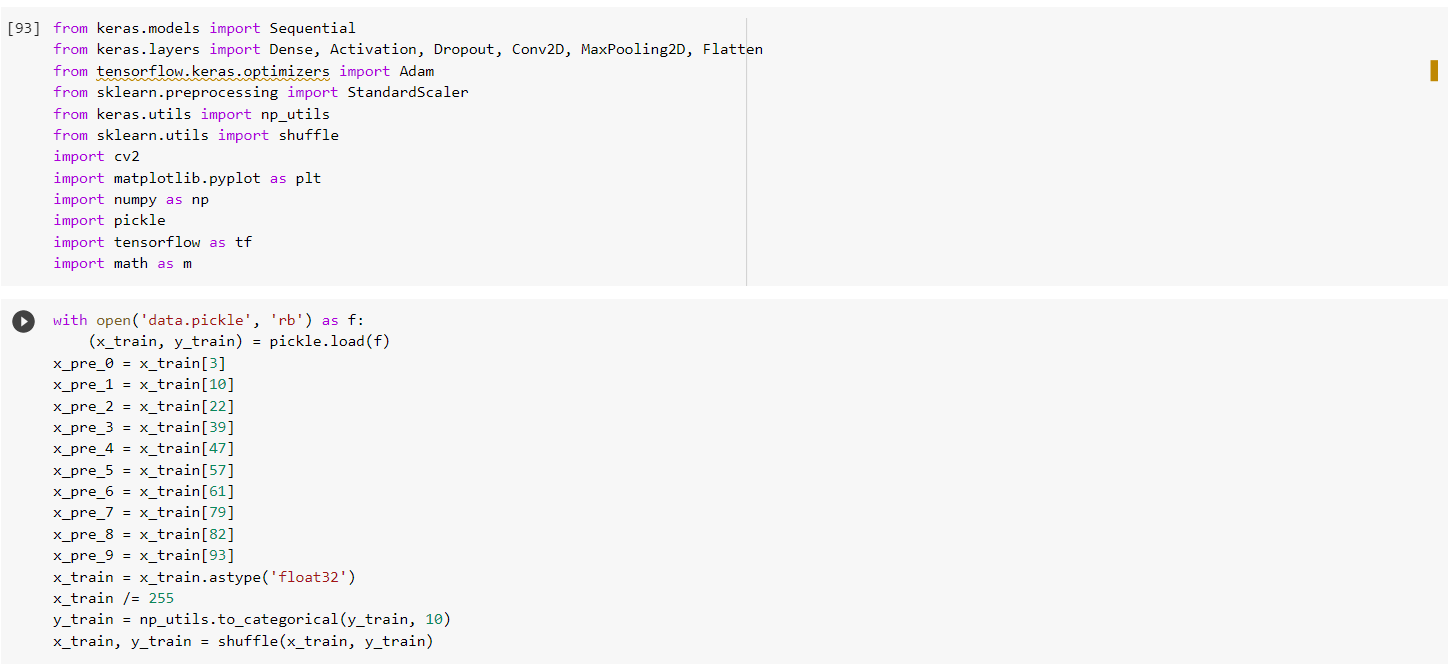 [93] from keras.models import Sequential
from keras.layers import Dense, Activation, Dropout, Conv2D, MaxPooling2D, Flatten
from tensorflow.keras.optimizers import Adam
from sklearn.preprocessing import StandardScaler
from keras.utils import np_utils
from sklearn.utils import shuffle
import cv2
import matplotlib.pyplot as plt
import numpy as np
import pickle
import tensorflow as tf
import math as m
with open('data.pickle', 'rb') as f:
    (x_train, y_train) = pickle.load(f)
x_pre_0 = x_train[3]
x_pre_1 = x_train[10]
x_pre_2 = x_train[22]
x_pre_3 = x_train[39]
x_pre_4 = x_train[47]
x_pre_5 = x_train[57]
x_pre_6 = x_train[61]
x_pre_7 = x_train[79]
x_pre_8 = x_train[82]
x_pre_9 = x_train[93]
x_train = x_train.astype('float32')
x_train /= 255
y_train = np_utils.to_categorical(y_train, 10)
x_train, y_train = shuffle(x_train, y_train)